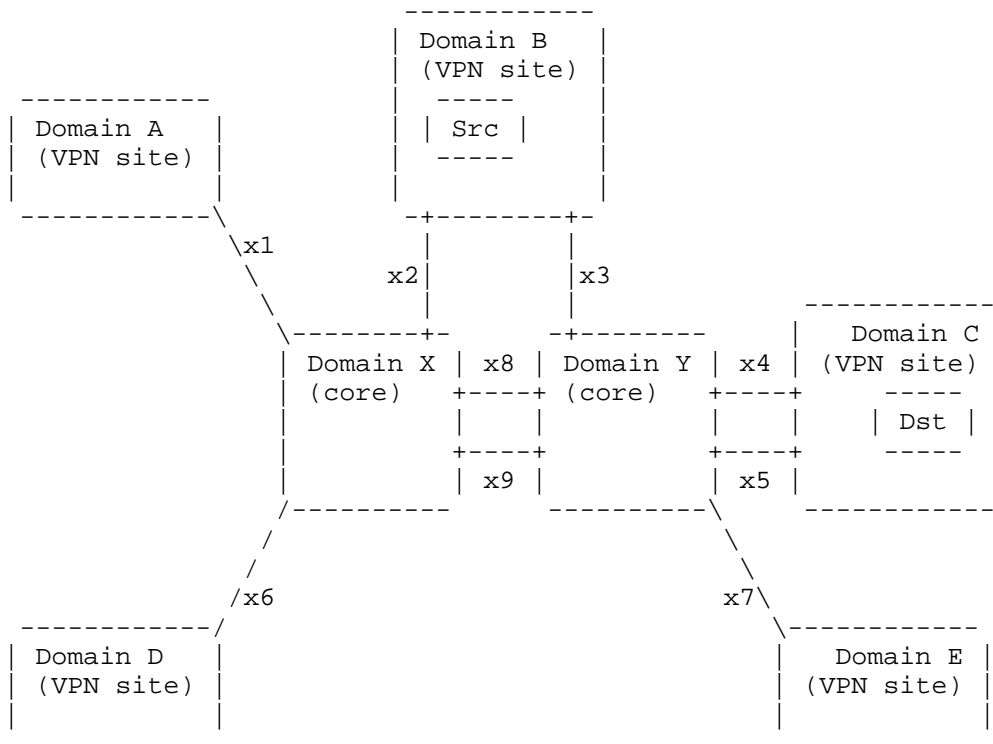 Domain B
(VPN site)
Src
Domain A
(VPN site)
x1
x2
x3
Domain X
(core)
x8
x9
Domain Y
(core)
x4
x5
Domain C
(VPN site)
Dst
x6
x7
Domain D
(VPN site)
Domain E
(VPN site)